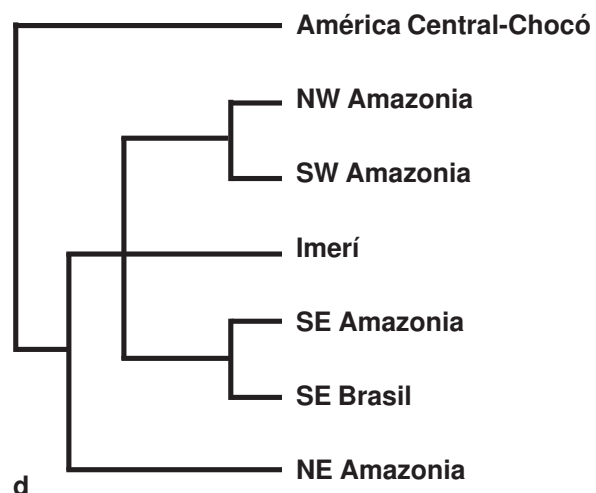 América Central-Chocó
NW Amazonia
SW Amazonia
Imerí
SE Amazonia
SE Brasil
NE Amazonia
d